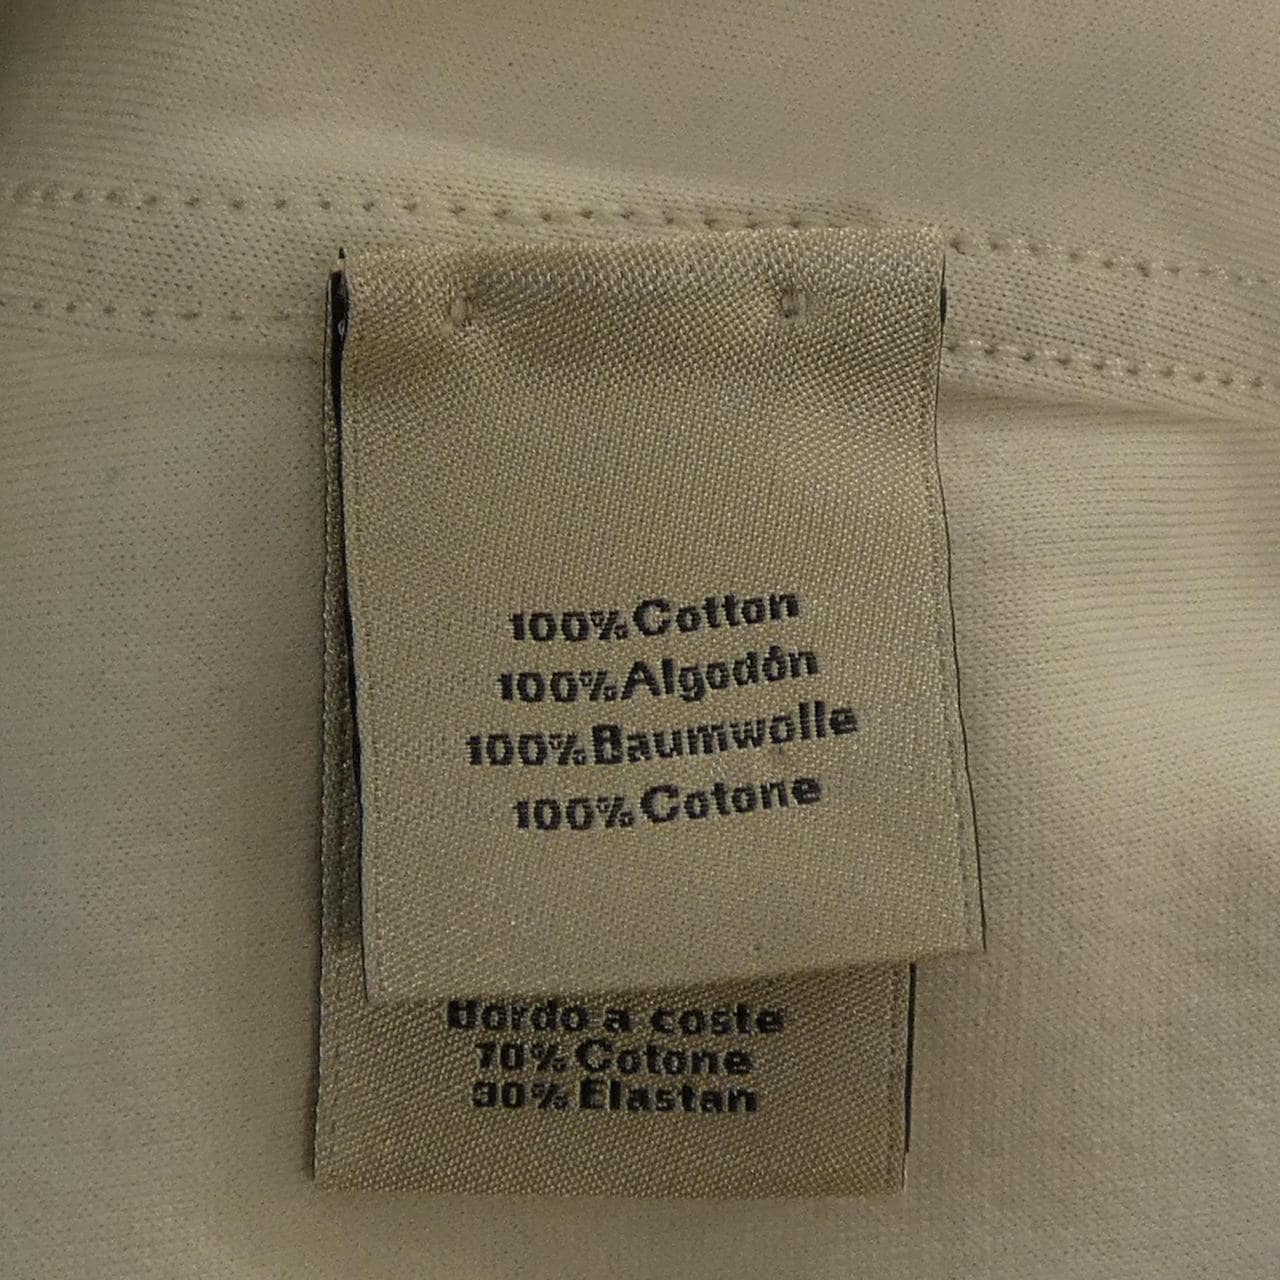 100% Cotton
100% Algodón
100% Baumwolle
100% Cotone
Bordo a coste
70% Cotone
30% Elastan